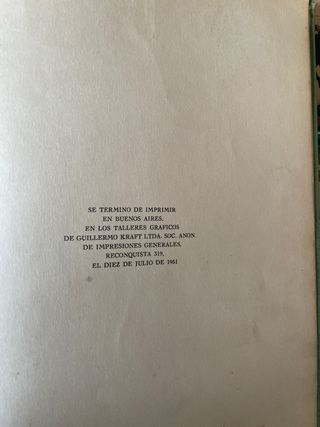 SE TERMINO DE IMPRIMIR
EN BUENOS AIRES,
EN LOS TALLERES GRAFICOS
DE GUILLERMO KRAFT LTDA. SOC. ANON.
DE IMPRESIONES GENERALES,
RECONQUISTA 319,
EL DIEZ DE JULIO DE 1951